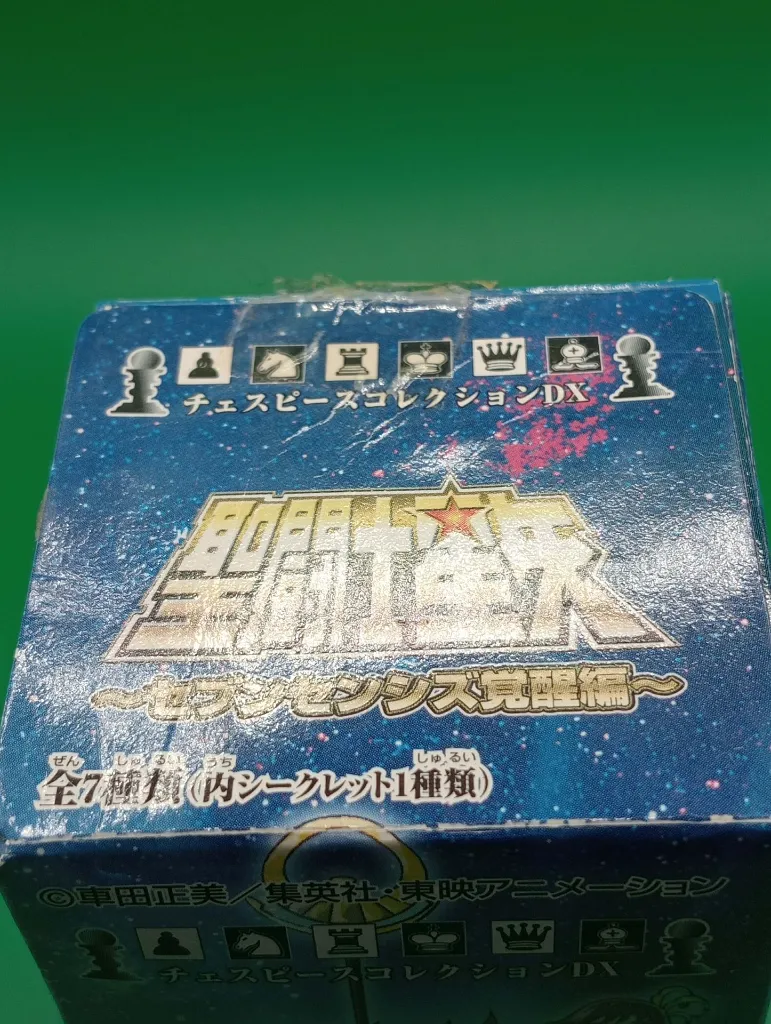 チェスピースコレクションDX
聖闘士星矢
~セブンセンシズ覚醒編~
ぜん しゅ るい うち しゅ るい
全7種類(内シークレット1種類)
©車田正美/集英社・東映アニメーション
チェスピースコレクションDX